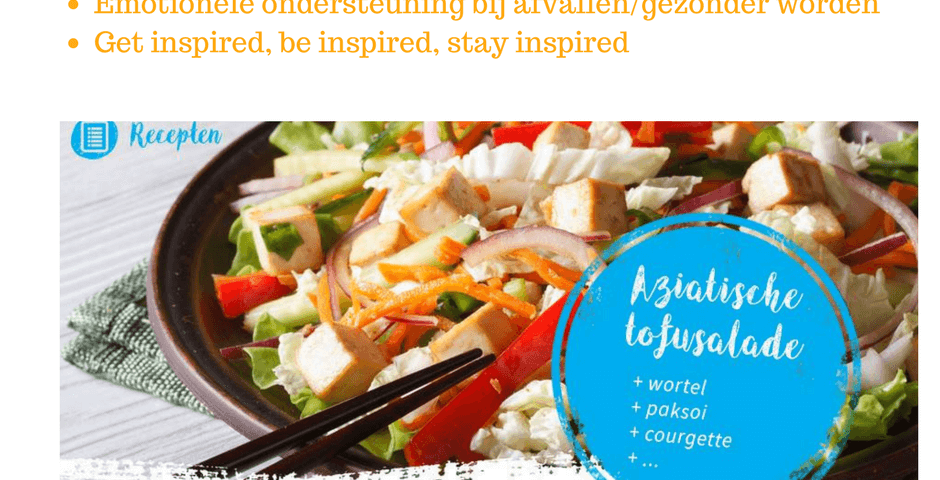 Emotionele ondersteuning bij afvallen/gezonder worden
Get inspired, be inspired, stay inspired
Recepten
Aziatische
tofusalade
+ wortel
+ paksoi
+ courgette
+ ...